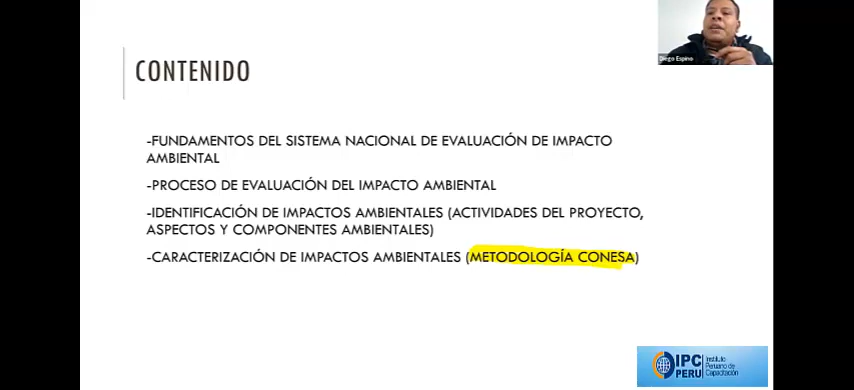 Diego Espino
CONTENIDO
-FUNDAMENTOS DEL SISTEMA NACIONAL DE EVALUACIÓN DE IMPACTO
AMBIENTAL
-PROCESO DE EVALUACIÓN DEL IMPACTO AMBIENTAL
-IDENTIFICACIÓN DE IMPACTOS AMBIENTALES (ACTIVIDADES DEL PROYECTO,
ASPECTOS Y COMPONENTES AMBIENTALES)
-CARACTERIZACIÓN DE IMPACTOS AMBIENTALES (METODOLOGÍA CONESA)
IPC
PERU
Instituto
Peruano de
Capacitación